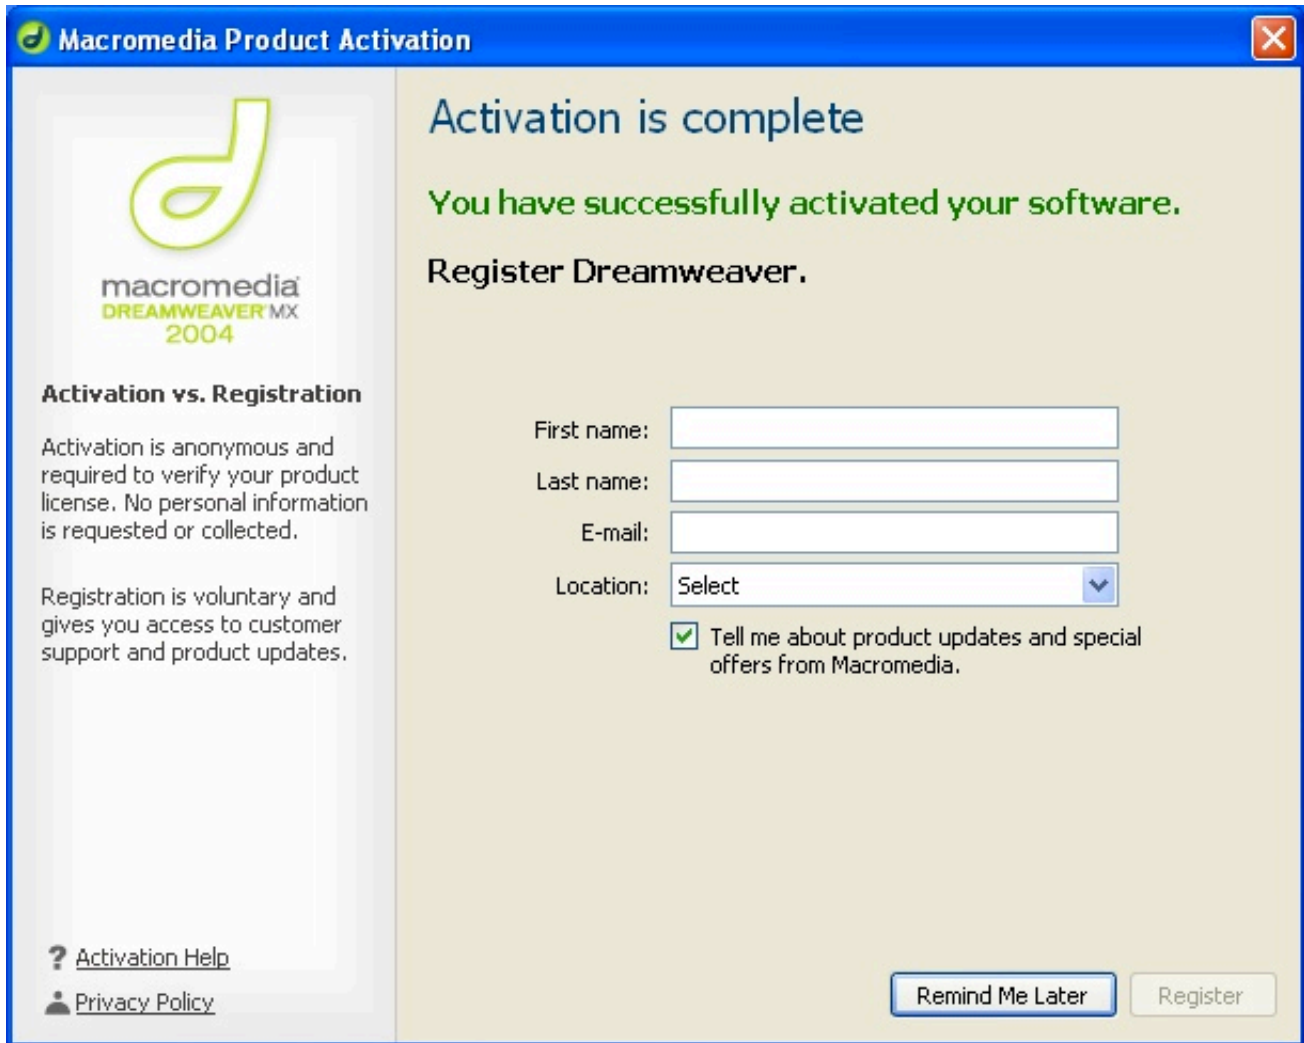 Macromedia Product Activation
macromedia
DREAMWEAVER MX
2004
Activation vs. Registration
Activation is anonymous and
required to verify your product
license. No personal information
is requested or collected.
Registration is voluntary and
gives you access to customer
support and product updates.
? Activation Help
Privacy Policy
Activation is complete
You have successfully activated your software.
Register Dreamweaver.
First name:
Last name:
E-mail:
Location: Select
Tell me about product updates and special
offers from Macromedia.
Remind Me Later Register